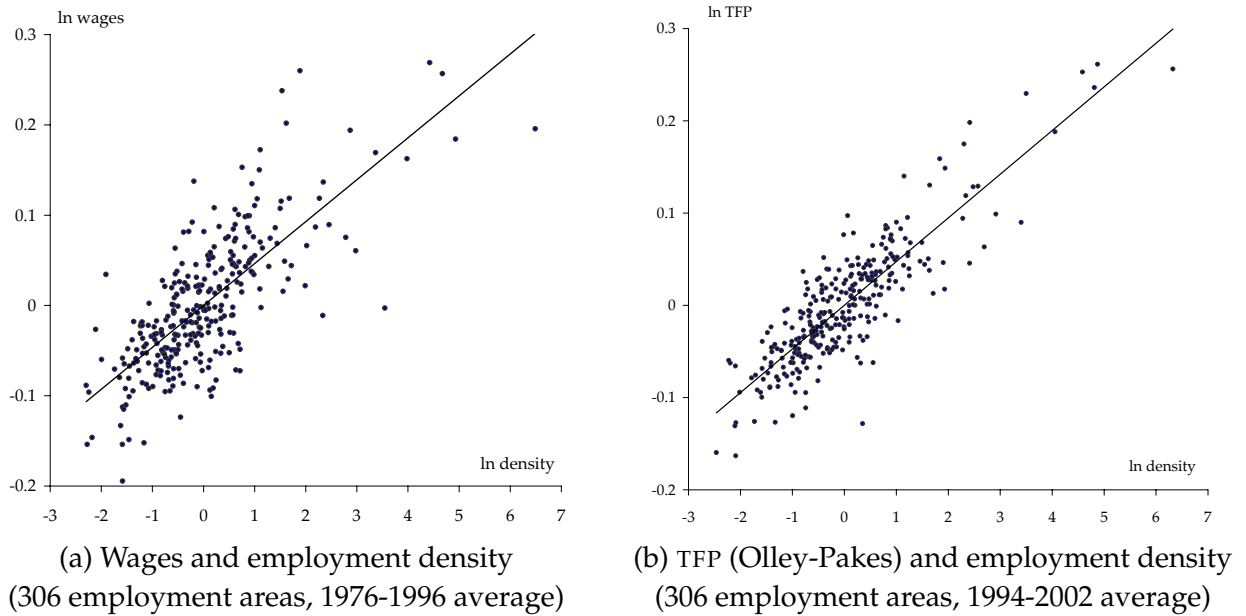 ln wages
0.3
0.2
0.1
0
-0.1
-0.2
ln density
-3 -2 -1 0 1 2 3 4 5 6 7
(a) Wages and employment density
(306 employment areas, 1976-1996 average)
ln TFP
0.3
0.2
0.1
0
-0.1
-0.2
ln density
-3 -2 -1 0 1 2 3 4 5 6 7
(b) TFP (Olley-Pakes) and employment density
(306 employment areas, 1994-2002 average)